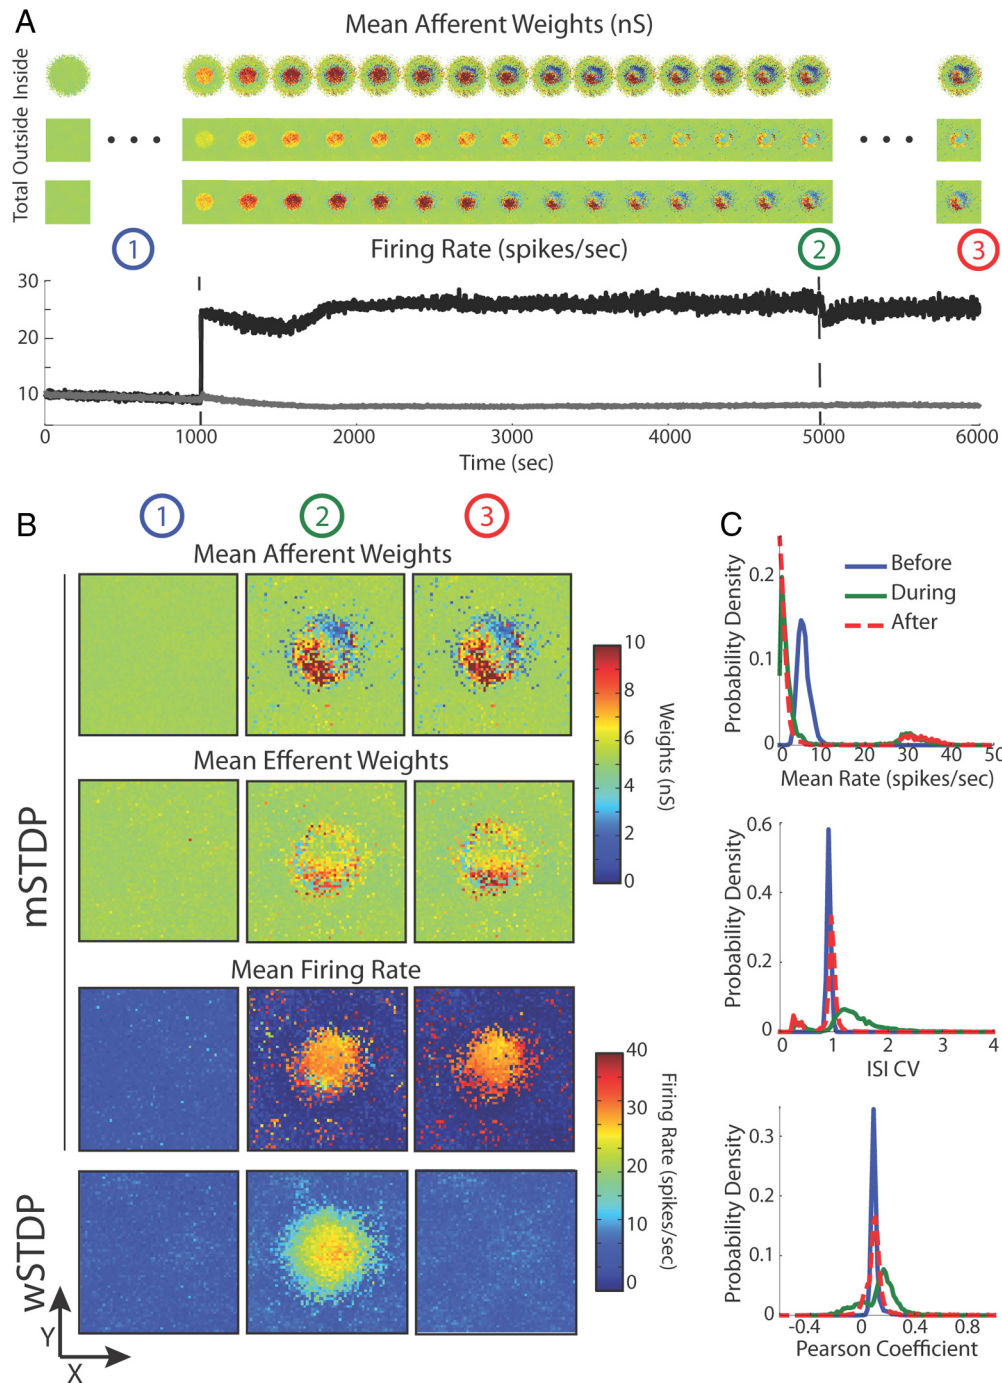 A
Mean Afferent Weights (nS)
Total Outside Inside
1
Firing Rate (spikes/sec)
2
3
30
20
10
0
1000
2000
3000
4000
5000
6000
Time (sec)
B
1
2
3
Mean Afferent Weights
Mean Efferent Weights
Mean Firing Rate
mSTDP
wSTDP
Y
X
10
8
6
4
2
0
Weights (nS)
40
30
20
10
0
Firing Rate (spikes/sec)
C
Before
During
After
0.2
0.1
0
Probability Density
0 10 20 30 40 50
Mean Rate (spikes/sec)
0.6
0.4
0.2
0
Probability Density
0 1 2 3 4
ISI CV
0.3
0.2
0.1
0
Probability Density
-0.4 0 0.4 0.8
Pearson Coefficient